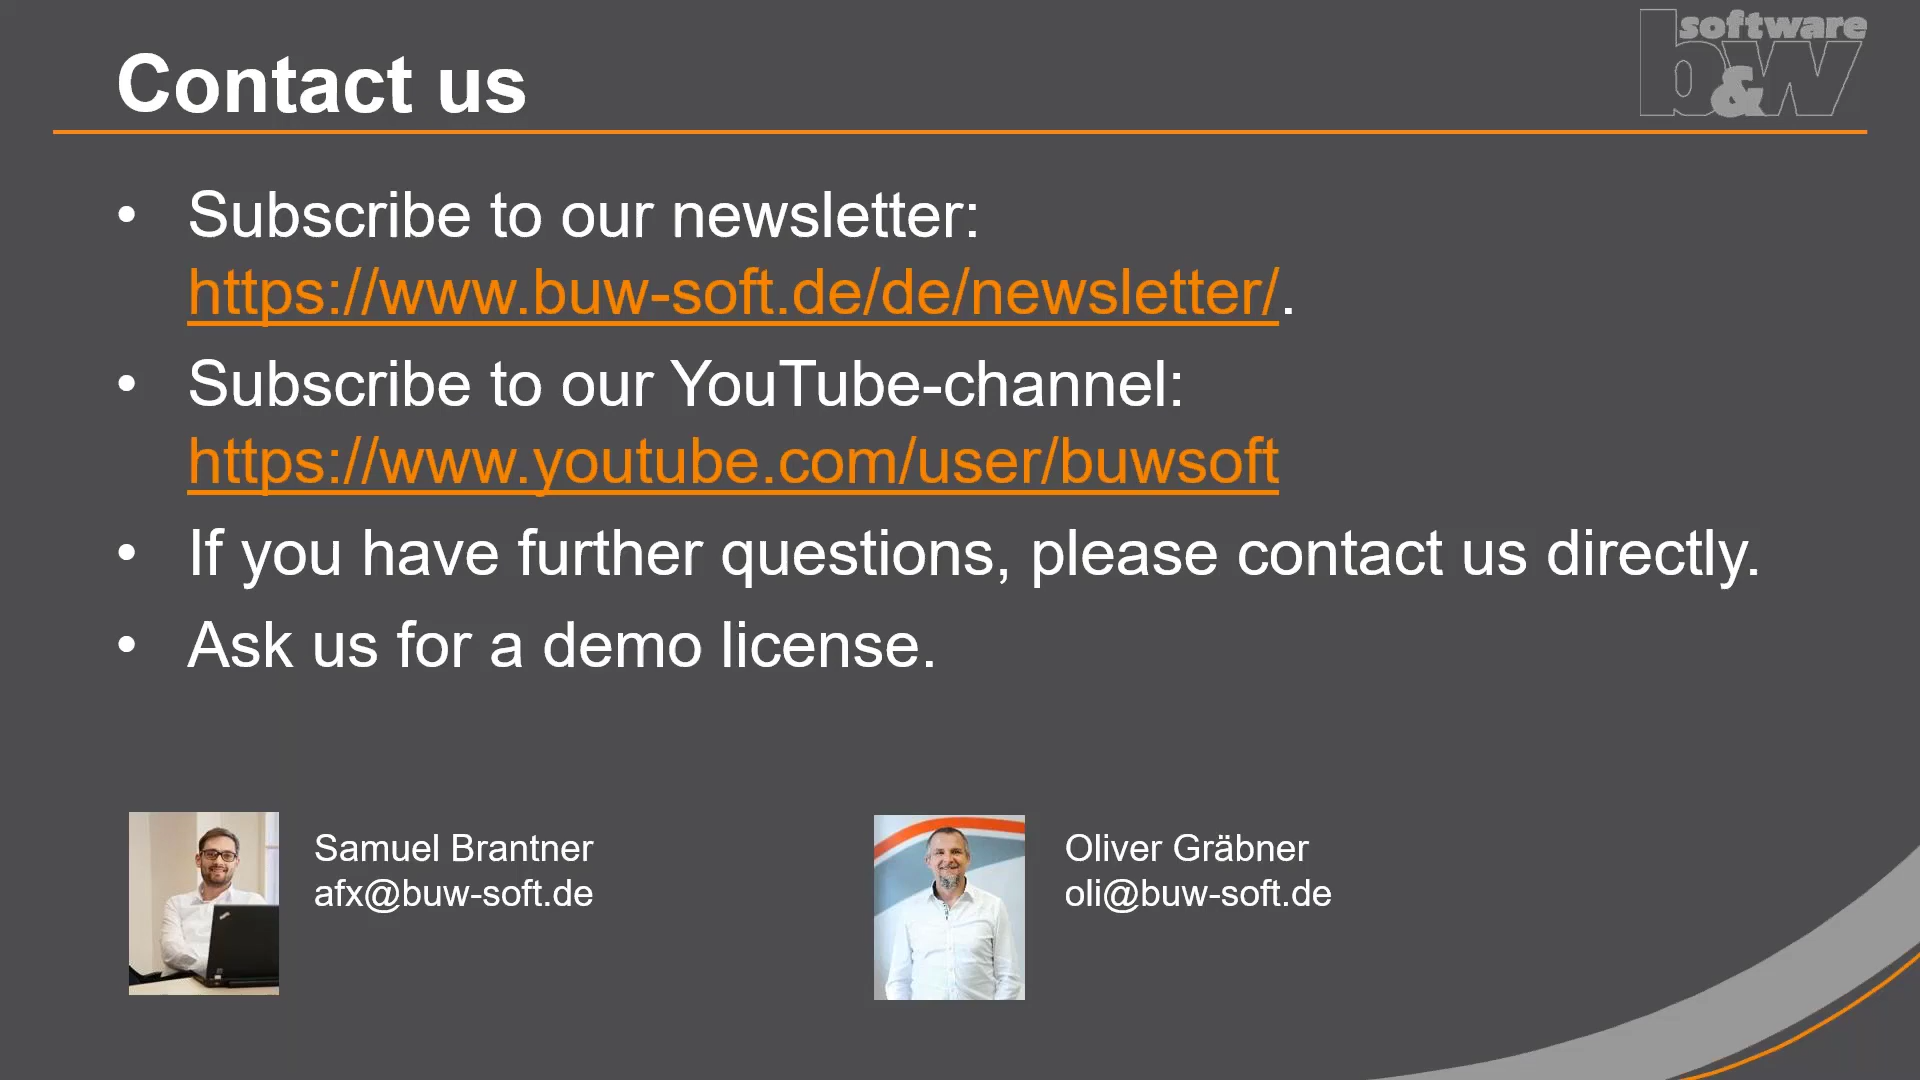 software
b&w
Contact us
• Subscribe to our newsletter:
https://www.buw-soft.de/de/newsletter/.
• Subscribe to our YouTube-channel:
https://www.youtube.com/user/buwsoft
• If you have further questions, please contact us directly.
• Ask us for a demo license.
Samuel Brantner
afx@buw-soft.de
Oliver Gräbner
oli@buw-soft.de